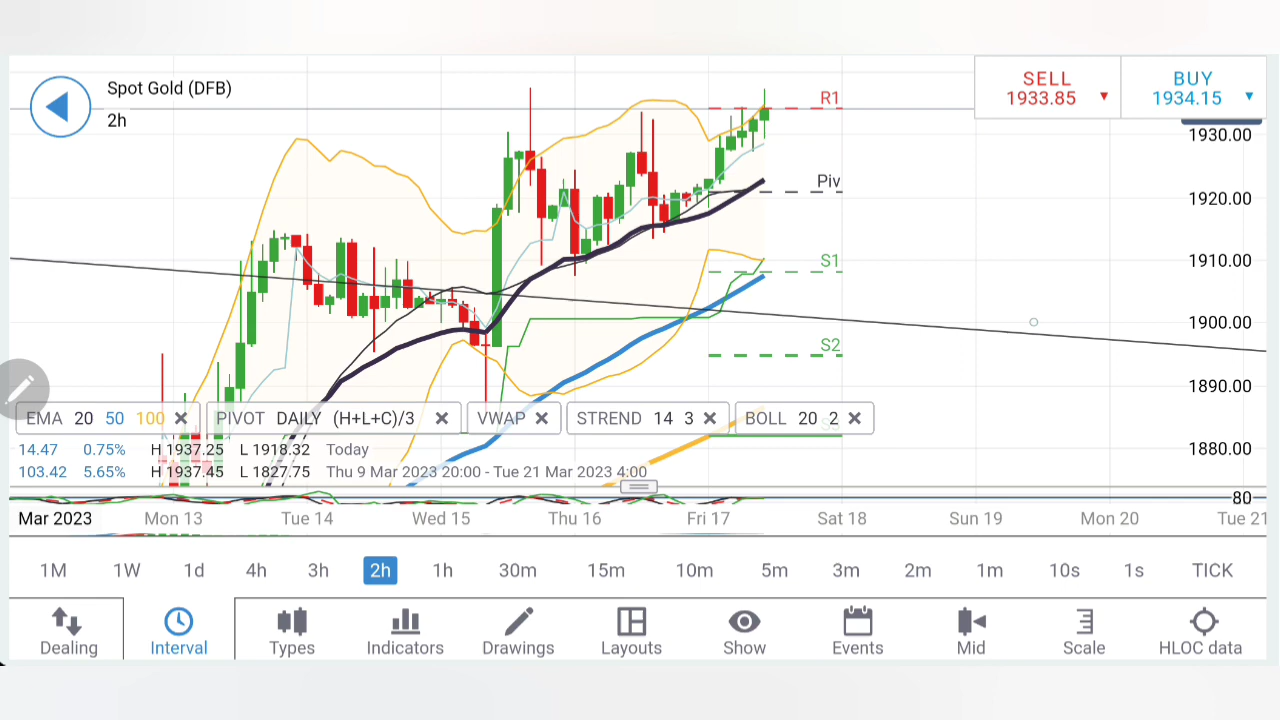 Spot Gold (DFB)
2h
SELL
1933.85
BUY
1934.15
R1
Piv
S1
S2
1930.00
1920.00
1910.00
1900.00
1890.00
1880.00
80
EMA 20 50 100 PIVOT DAILY (H+L+C)/3 VWAP STREND 14 3 BOLL 20 2
14.47 0.75% H 1937.25 L 1918.32 Today
103.42 5.65% H 1937.45 L 1827.75 Thu 9 Mar 2023 20:00 - Tue 21 Mar 2023 4:00
Mar 2023 Mon 13 Tue 14 Wed 15 Thu 16 Fri 17 Sat 18 Sun 19 Mon 20 Tue 21
1M 1W 1d 4h 3h 2h 1h 30m 15m 10m 5m 3m 2m 1m 10s 1s TICK
Dealing Interval Types Indicators Drawings Layouts Show Events Mid Scale HLOC data